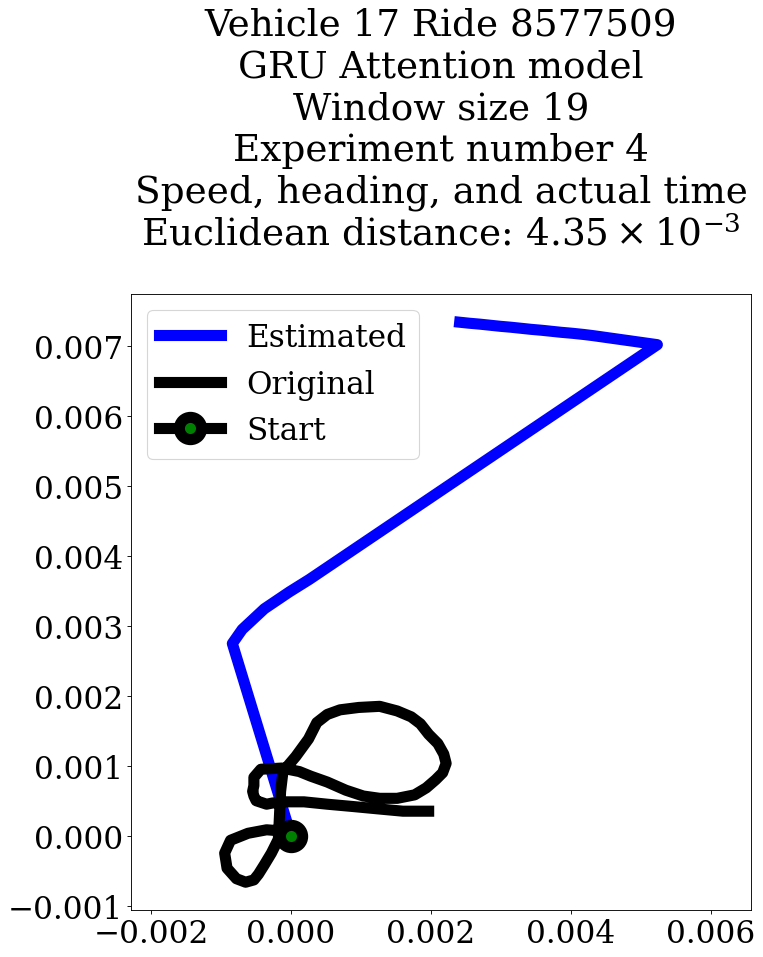 Vehicle 17 Ride 8577509
GRU Attention model
Window size 19
Experiment number 4
Speed, heading, and actual time
Euclidean distance: 4.35 × 10⁻³
Estimated
Original
Start
0.007
0.006
0.005
0.004
0.003
0.002
0.001
0.000
−0.001
−0.002 0.000 0.002 0.004 0.006